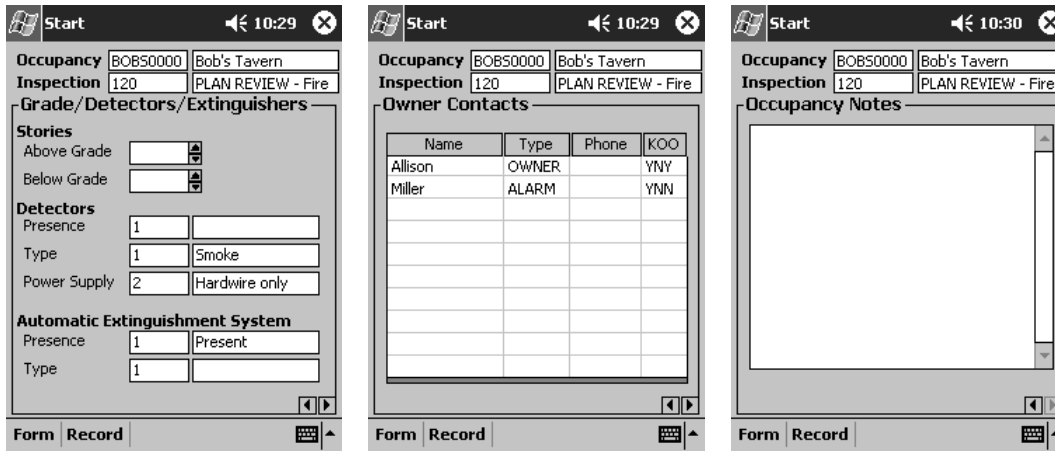 Start 10:29
Occupancy BOBS0000 Bob's Tavern
Inspection 120 PLAN REVIEW - Fire
Grade/Detectors/Extinguishers
Stories
Above Grade
Below Grade
Detectors
Presence 1
Type 1 Smoke
Power Supply 2 Hardwire only
Automatic Extinguishment System
Presence 1 Present
Type 1
Form Record
Start 10:29
Occupancy BOBS0000 Bob's Tavern
Inspection 120 PLAN REVIEW - Fire
Owner Contacts
Name Type Phone KOO
Allison OWNER YNY
Miller ALARM YNN
Form Record
Start 10:30
Occupancy BOBS0000 Bob's Tavern
Inspection 120 PLAN REVIEW - Fire
Occupancy Notes
Form Record